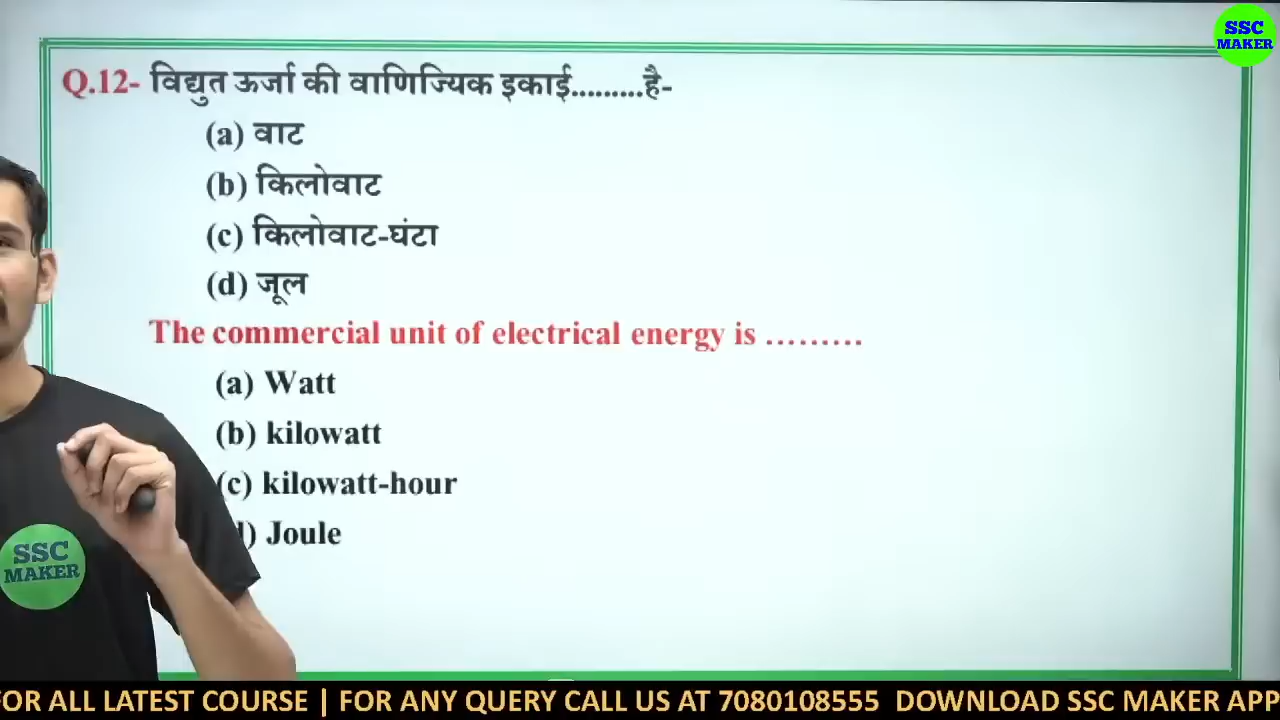 SSC
MAKER
Q.12- विद्युत ऊर्जा की वाणिज्यिक इकाई.........है-
(a) वाट
(b) किलोवाट
(c) किलोवाट-घंटा
(d) जूल
The commercial unit of electrical energy is .........
(a) Watt
(b) kilowatt
(c) kilowatt-hour
) Joule
SSC
MAKER
FOR ALL LATEST COURSE | FOR ANY QUERY CALL US AT 7080108555 DOWNLOAD SSC MAKER APP